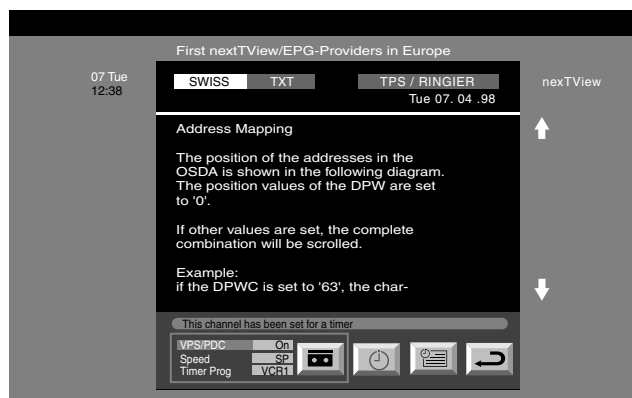 First nextTView/EPG-Providers in Europe
07 Tue
12:38
SWISS TXT TPS / RINGIER
Tue 07. 04 .98
nexTView
Address Mapping
The position of the addresses in the
OSDA is shown in the following diagram.
The position values of the DPW are set
to '0'.
If other values are set, the complete
combination will be scrolled.
Example:
if the DPWC is set to '63', the char-
This channel has been set for a timer
VPS/PDC On
Speed SP
Timer Prog VCR1